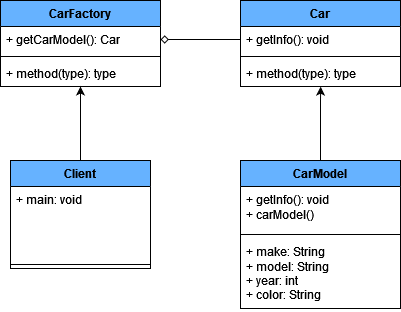 CarFactory
+ getCarModel(): Car
+ method(type): type
Car
+ getInfo(): void
+ method(type): type
Client
+ main: void
CarModel
+ getInfo(): void
+ carModel()
+ make: String
+ model: String
+ year: int
+ color: String